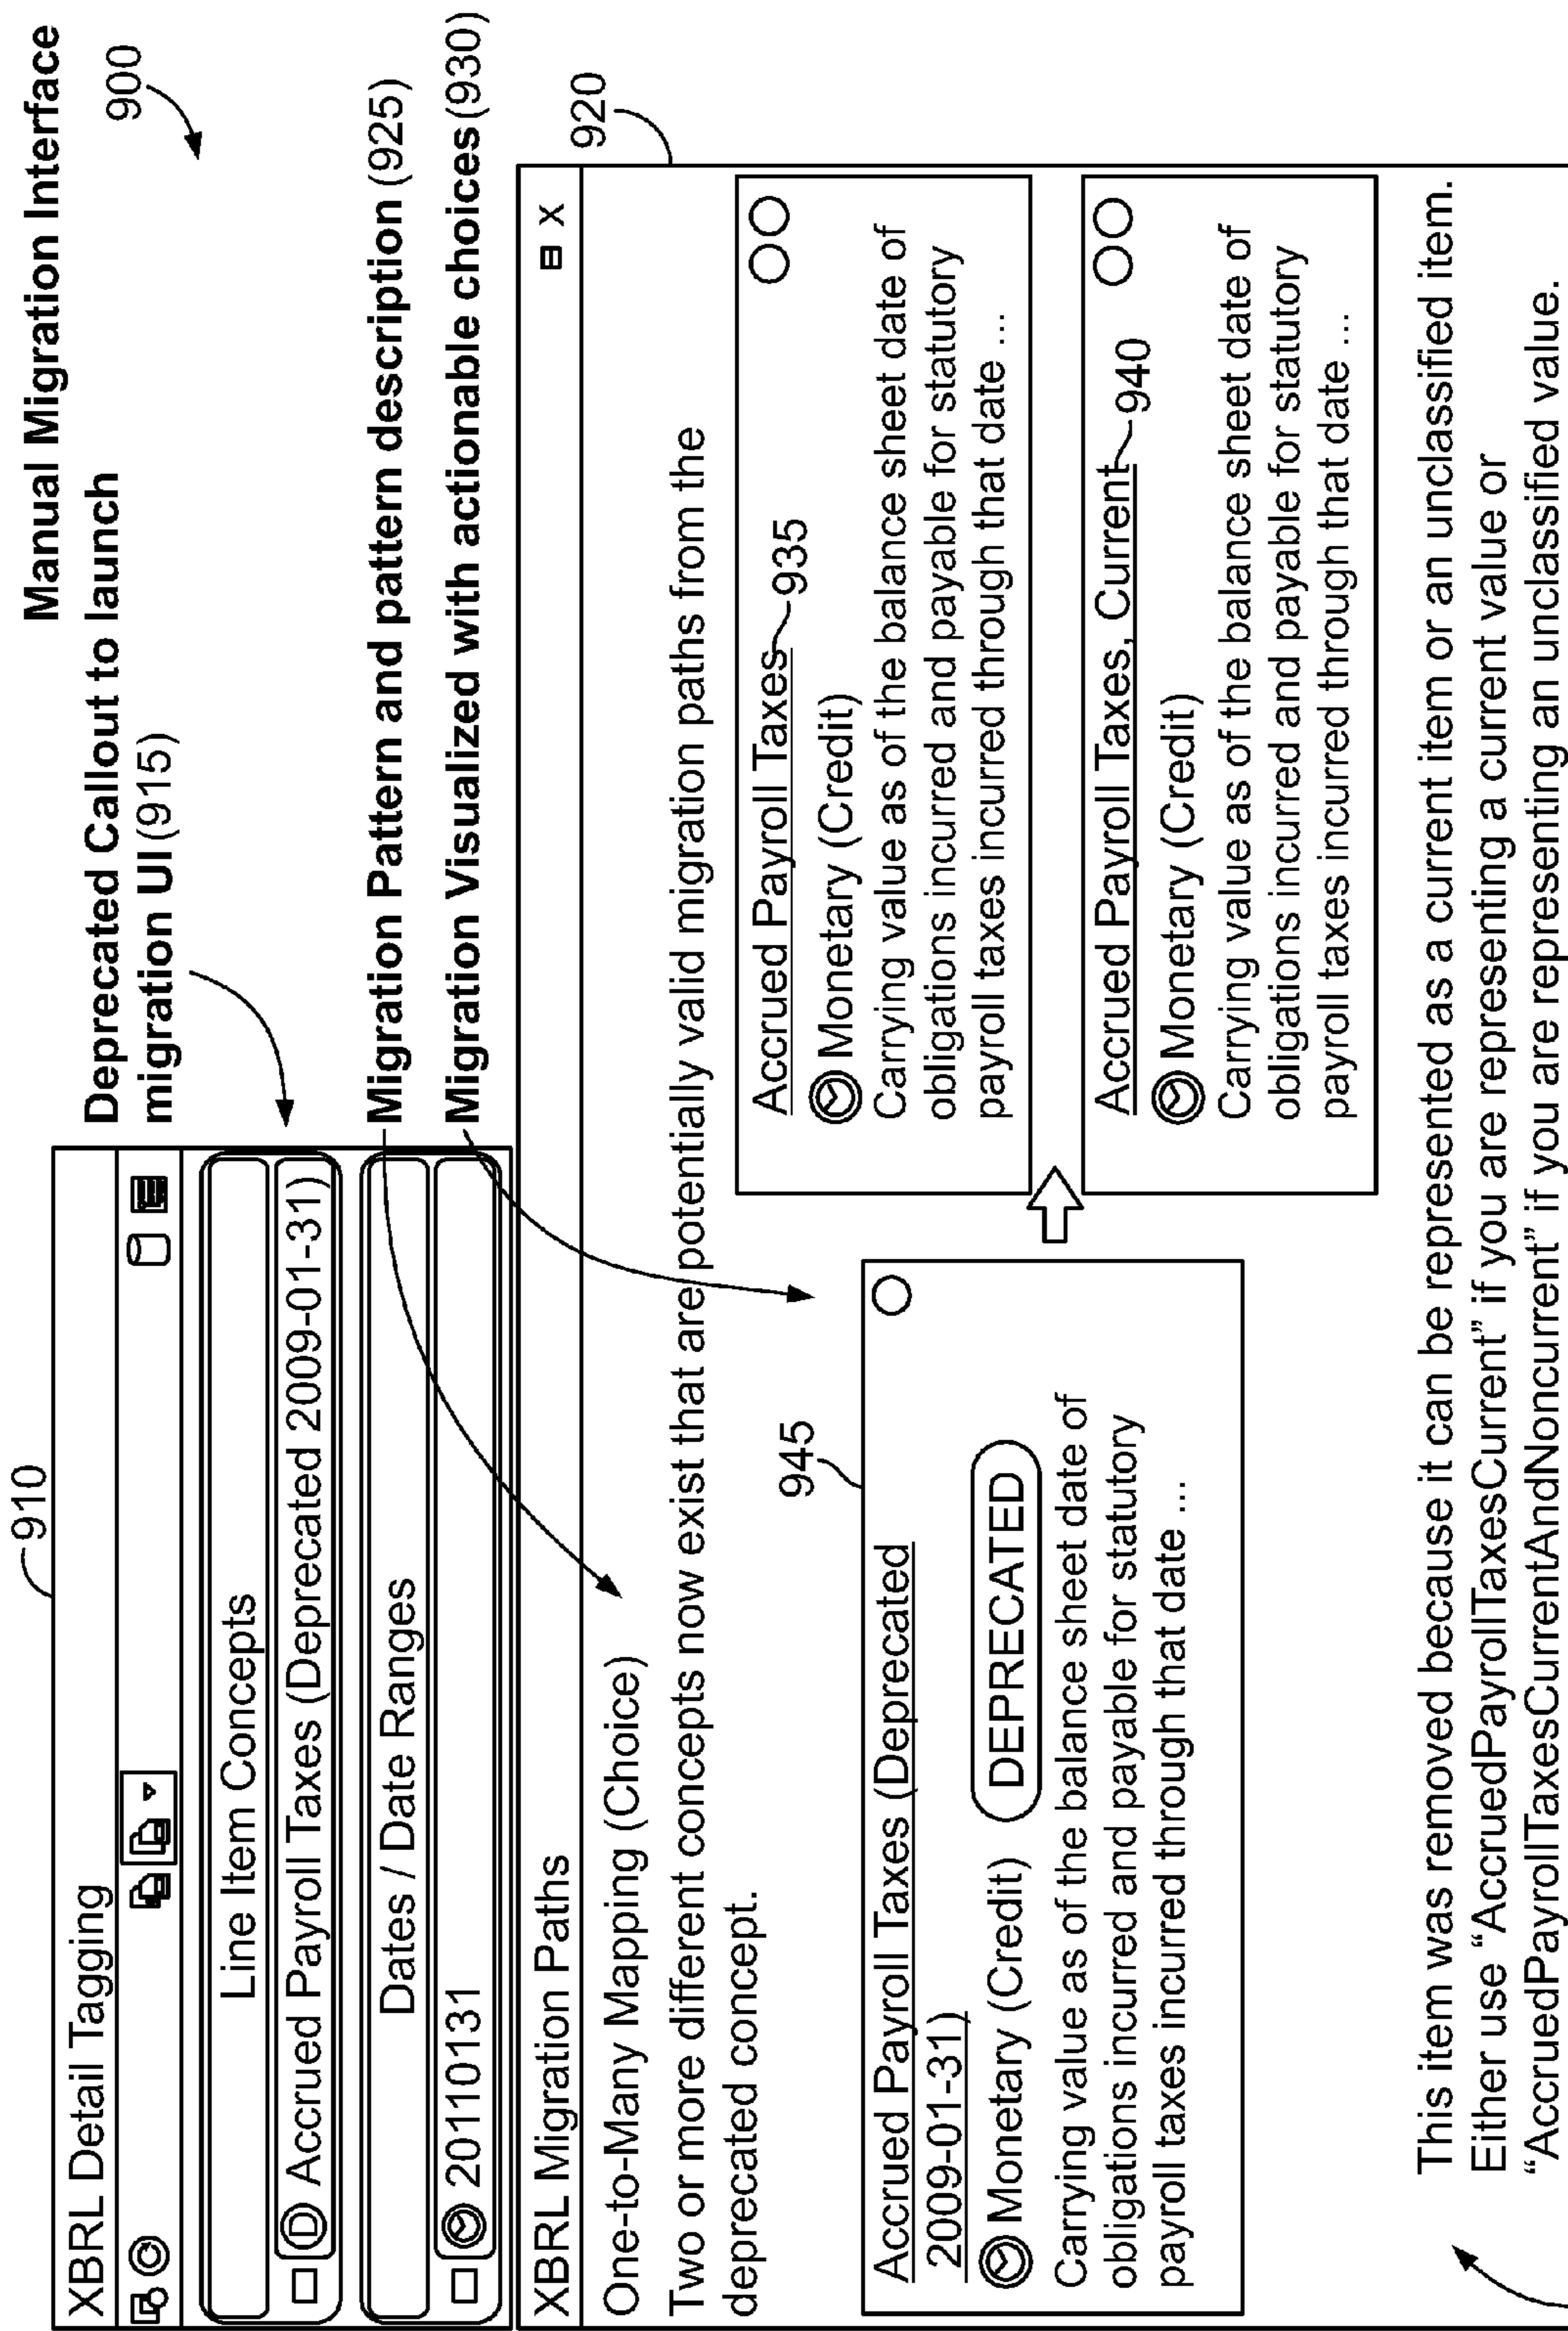 Manual Migration Interface
900
910
Deprecated Callout to launch
migration UI (915)
XBRL Detail Tagging
Line Item Concepts
D Accrued Payroll Taxes (Deprecated 2009-01-31)
Dates / Date Ranges
20110131
Migration Pattern and pattern description (925)
Migration Visualized with actionable choices (930)
920
XBRL Migration Paths
X
One-to-Many Mapping (Choice)
Two or more different concepts now exist that are potentially valid migration paths from the
deprecated concept.
945
Accrued Payroll Taxes (Deprecated
2009-01-31)
Monetary (Credit) DEPRECATED
Carrying value as of the balance sheet date of
obligations incurred and payable for statutory
payroll taxes incurred through that date ...
Accrued Payroll Taxes 935
Monetary (Credit)
Carrying value as of the balance sheet date of
obligations incurred and payable for statutory
payroll taxes incurred through that date ...
Accrued Payroll Taxes, Current 940
Monetary (Credit)
Carrying value as of the balance sheet date of
obligations incurred and payable for statutory
payroll taxes incurred through that date ...
This item was removed because it can be represented as a current item or an unclassified item.
Either use “AccruedPayrollTaxesCurrent” if you are representing a current value or
“AccruedPayrollTaxesCurrentAndNoncurrent” if you are representing an unclassified value.